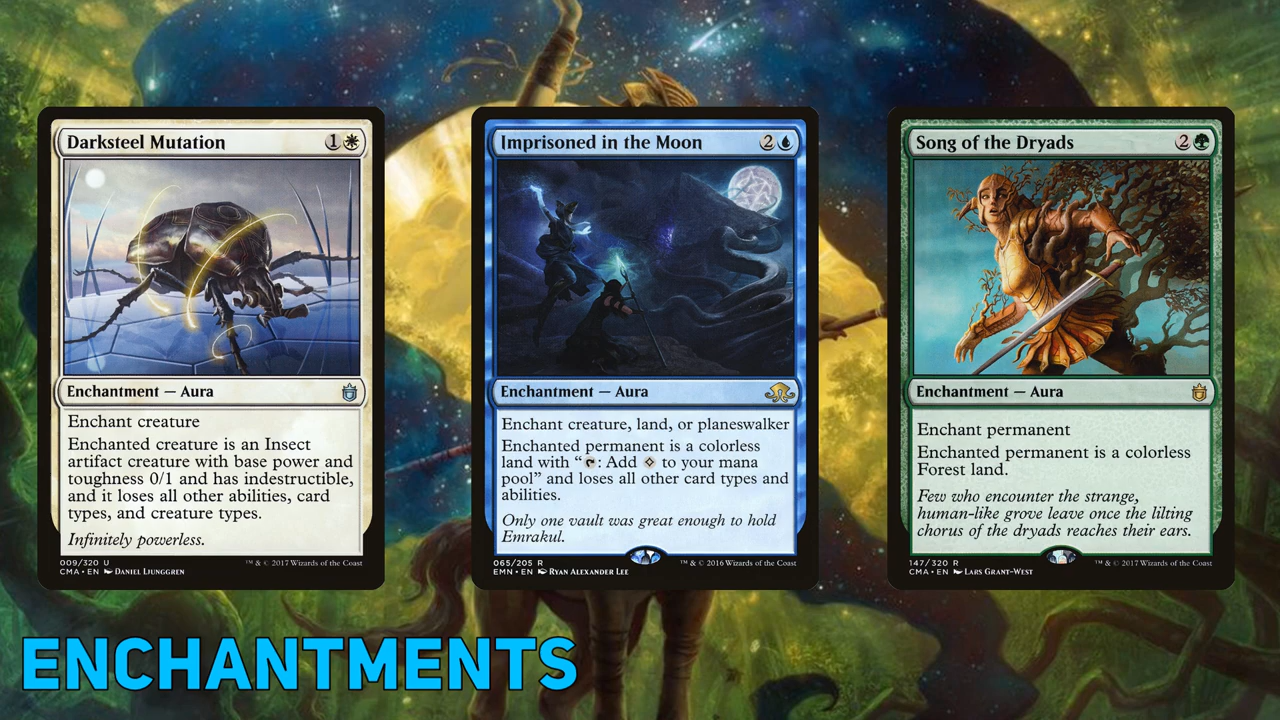 Darksteel Mutation 1
Enchantment — Aura
Enchant creature
Enchanted creature is an Insect
artifact creature with base power and
toughness 0/1 and has indestructible,
and it loses all other abilities, card
types, and creature types.
Infinitely powerless.
009/320 U
CMA • EN Daniel Ljunggren
™ & © 2017 Wizards of the Coast
Imprisoned in the Moon 2
Enchantment — Aura
Enchant creature, land, or planeswalker
Enchanted permanent is a colorless
land with “: Add to your mana
pool” and loses all other card types and
abilities.
Only one vault was great enough to hold
Emrakul.
065/205 R
EMN • EN Ryan Alexander Lee
™ & © 2016 Wizards of the Coast
Song of the Dryads 2
Enchantment — Aura
Enchant permanent
Enchanted permanent is a colorless
Forest land.
Few who encounter the strange,
human-like grove leave once the lilting
chorus of the dryads reaches their ears.
147/320 R
CMA • EN Lars Grant-West
™ & © 2017 Wizards of the Coast
ENCHANTMENTS